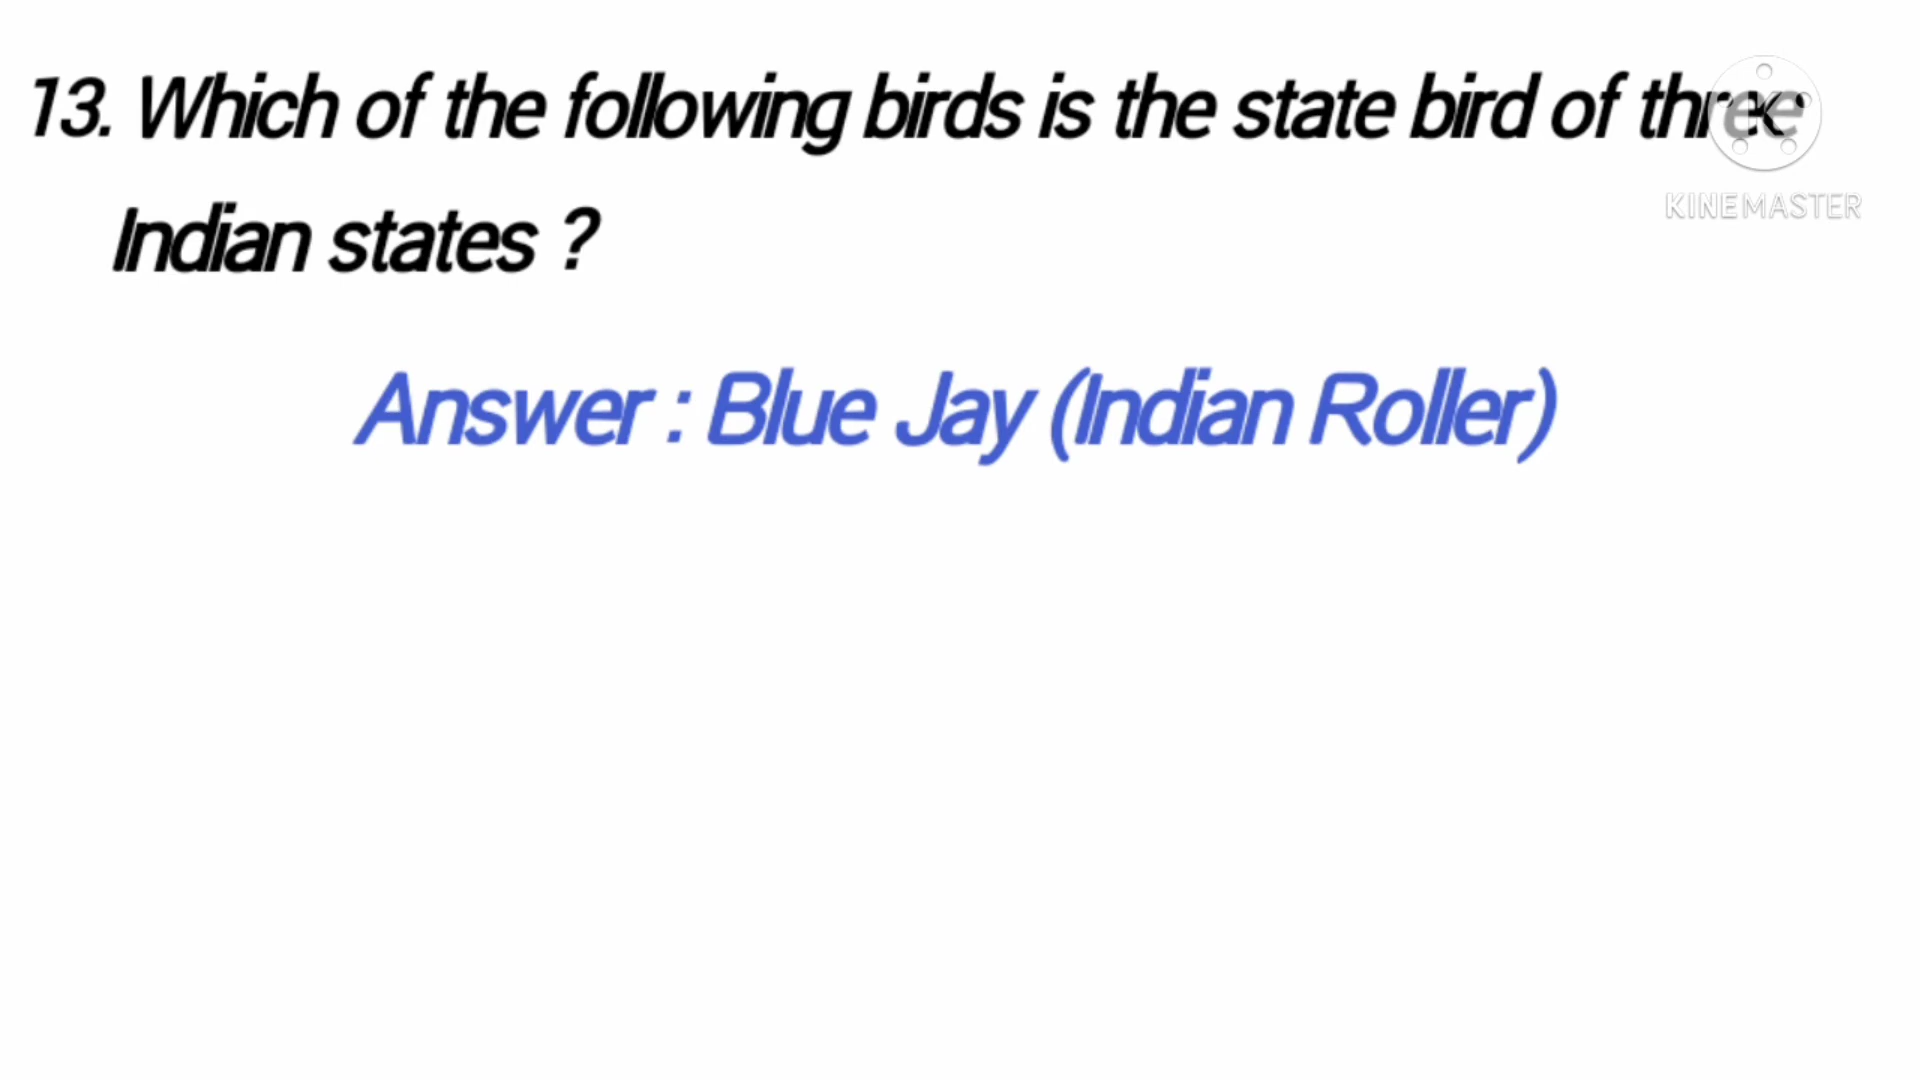 13. Which of the following birds is the state bird of three
Indian states ?
Answer : Blue Jay (Indian Roller)
K
KINEMASTER